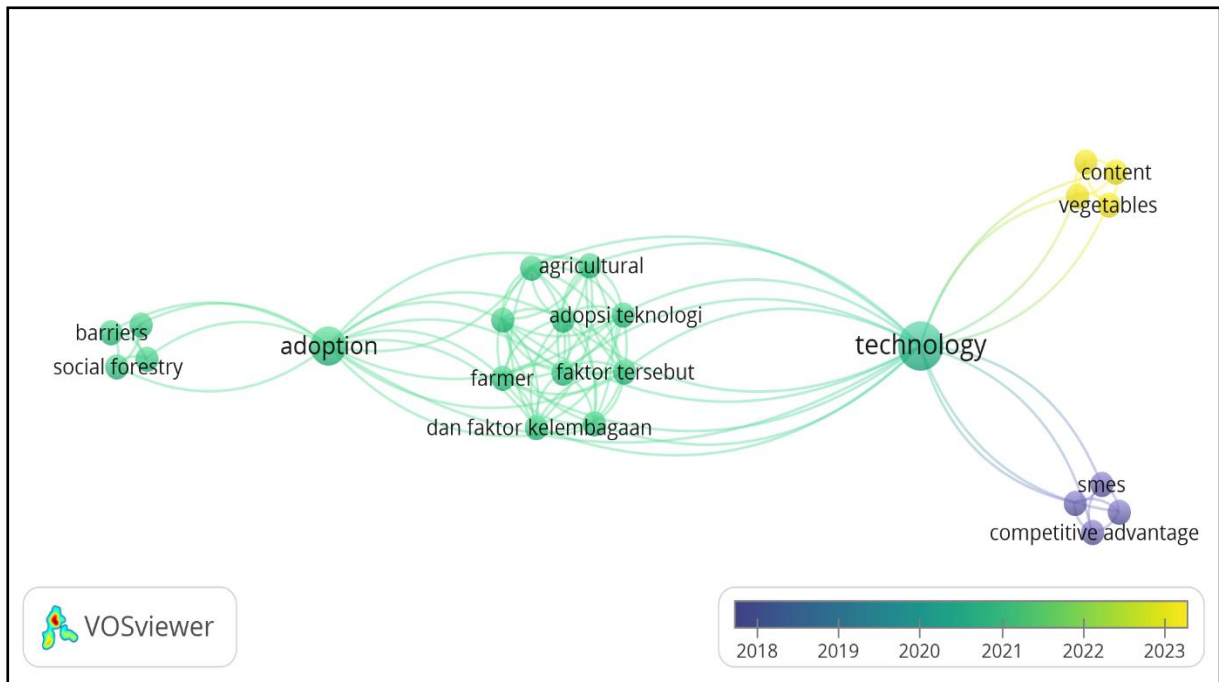 content
vegetables
agricultural
adopsi teknologi
barriers
adoption
technology
social forestry
farmer
faktor tersebut
dan faktor kelembagaan
smes
competitive advantage
VOSviewer
2018 2019 2020 2021 2022 2023